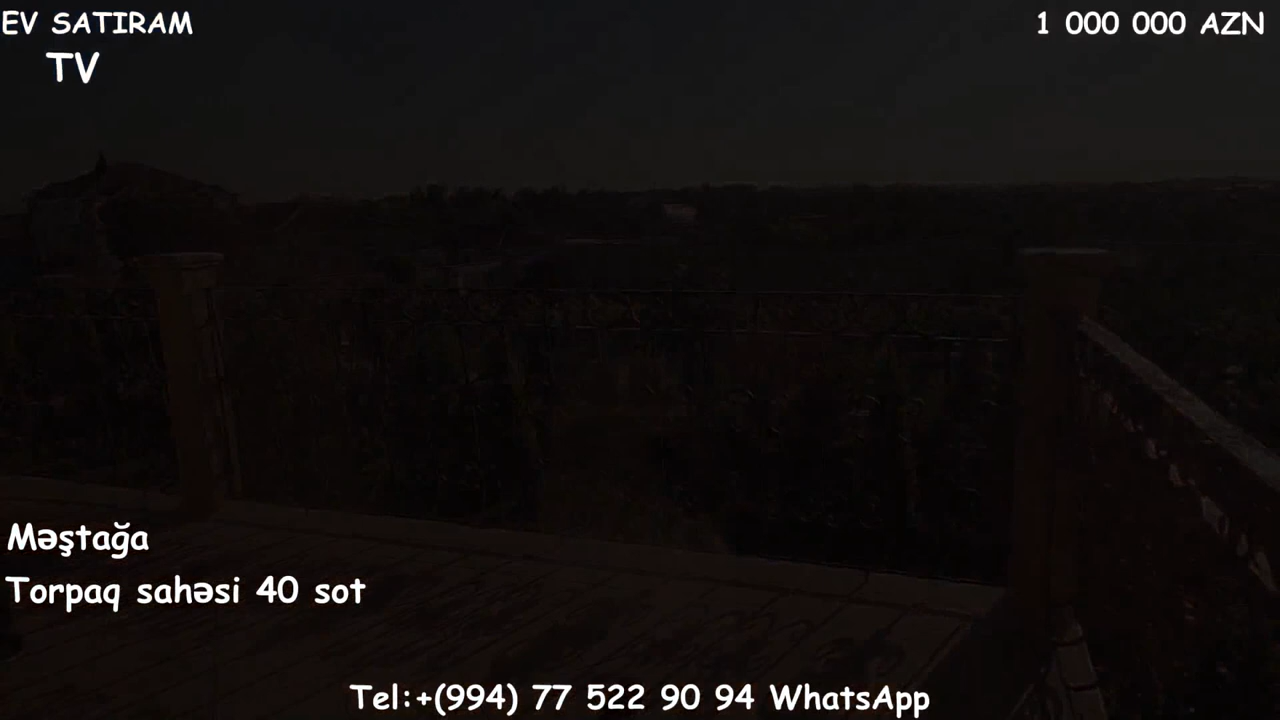 EV SATIRAM
TV
1 000 000 AZN
Məştağa
Torpaq sahəsi 40 sot
Tel:+(994) 77 522 90 94 WhatsApp